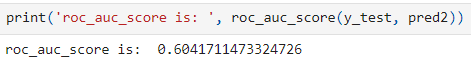 print('roc_auc_score is: ', roc_auc_score(y_test, pred2))
roc_auc_score is:  0.6041711473324726